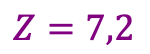 Z = 7,2